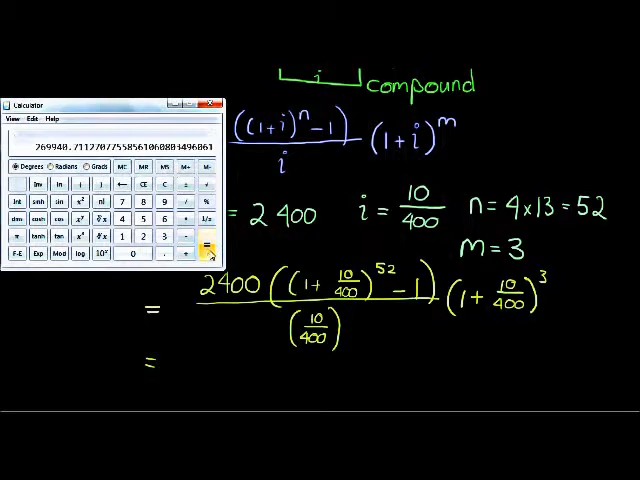 i compound
Calculator
View Edit Help
269940.71127077558561060803496061
Degrees Radians Grads MC MR MS M+ M-
Inv ln ( ) ← CE C ± √
Int sinh sin x² n! 7 8 9 / %
dms cosh cos 4 5 6 * 1/x
π tanh tan 1 2 3 - =
F-E Exp Mod log 10ˣ 0 . +
((1+i)ⁿ-1) (1+i)ᵐ
i
= 2 400 i = 10/400 n = 4×13 = 52
m = 3
= 2400((1+10/400)⁵²-1) (1+10/400)³
(10/400)
=